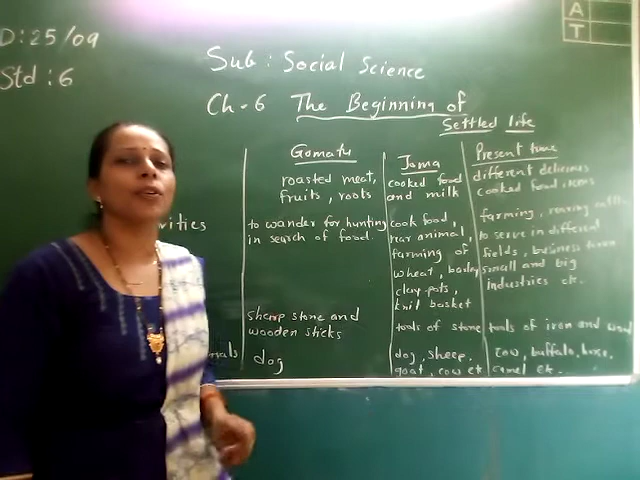 D: 25/09
Std : 6
A
T
Sub : Social Science
Ch - 6 The Beginning of
Settled life
Gomatu
Jama
Present time
roasted meat,
fruits, roots
cooked food
and milk
different delicious
cooked food items
vities
to wander for hunting
in search of food.
cook food,
rear animal,
farming of
wheat, barley
clay pots,
knit basket
farming, rearing
to serve in different
fields, business
small and big
industries etc.
sharp stone and
wooden sticks
tools of stone
tools of iron and wood
mals
dog
dog, sheep,
goat, cow etc
cow, buffalo, horse,
camel etc.